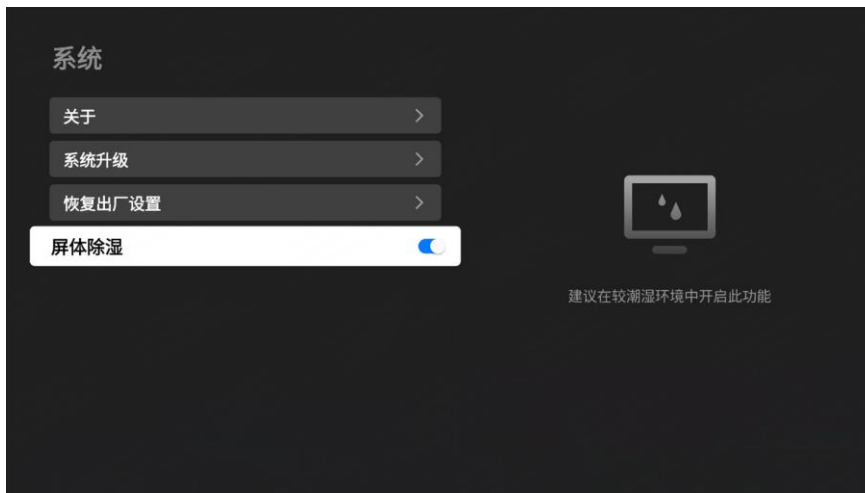 系统
关于
系统升级
恢复出厂设置
屏体除湿
建议在较潮湿环境中开启此功能